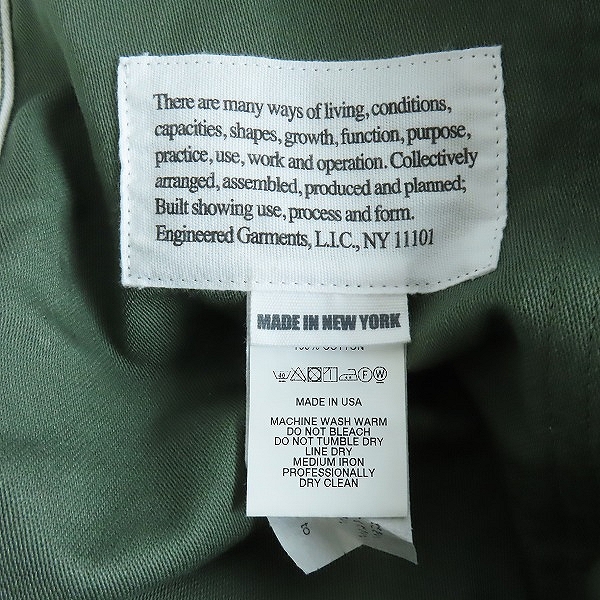 There are many ways of living, conditions,
capacities, shapes, growth, function, purpose,
practice, use, work and operation. Collectively
arranged, assembled, produced and planned;
Built showing use, process and form.
Engineered Garments, L.I.C., NY 11101
MADE IN NEW YORK
100% COTTON
MADE IN USA
MACHINE WASH WARM
DO NOT BLEACH
DO NOT TUMBLE DRY
LINE DRY
MEDIUM IRON
PROFESSIONALLY
DRY CLEAN